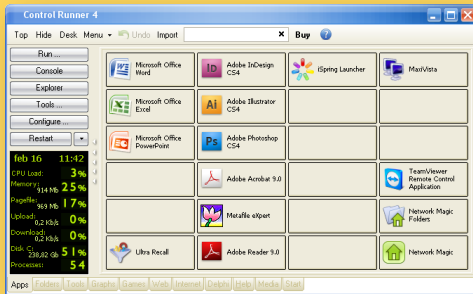 Control Runner 4
Top Hide Desk Menu Undo Import Buy
Run ...
Console
Explorer
Tools ...
Configure ...
Restart
feb 16 11:42
CPU Load: 3%
Memory: 914 Mb 25%
Pagefile: 969 Mb 17%
Upload: 0,2 Kb/s 0%
Download: 0,2 Kb/s 0%
Disk C: 238,82 Gb 51%
Processes: 54
Microsoft Office Word
ID Adobe InDesign CS4
iSpring Launcher
MaxiVista
Microsoft Office Excel
Ai Adobe Illustrator CS4
Microsoft Office PowerPoint
Ps Adobe Photoshop CS4
Adobe Acrobat 9.0
TeamViewer Remote Control Application
Metafile eXpert
Network Magic Folders
Ultra Recall
Adobe Reader 9.0
Network Magic
Apps Folders Tools Graphs Games Web Internet Delphi Help Media Start